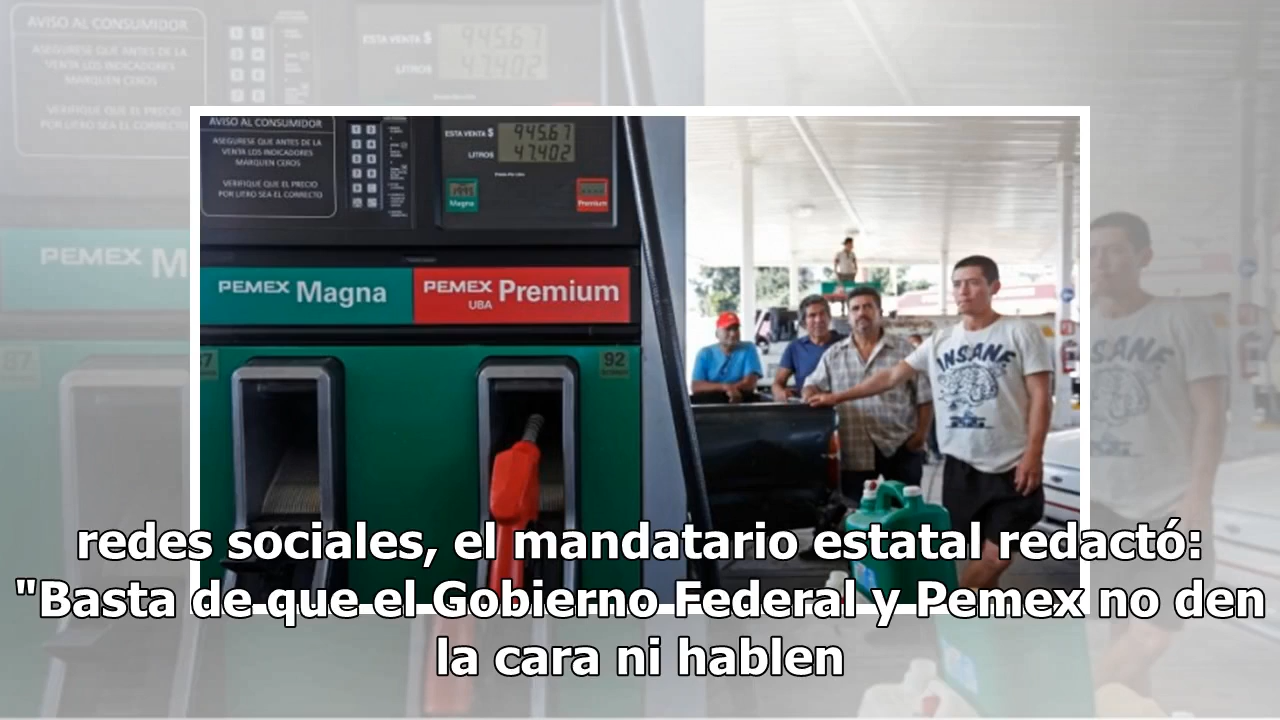 AVISO AL CONSUMIDOR
ASEGURESE QUE ANTES DE LA
VENTA LOS INDICADORES
MARQUEN CEROS
VERIFIQUE QUE EL PRECIO
POR LITRO SEA EL CORRECTO
ESTA VENTA $ 945.67
LITROS 47.402
Magna
Premium
PEMEX Magna
PEMEX Premium
UBA
87
92
INSANE
redes sociales, el mandatario estatal redactó:
"Basta de que el Gobierno Federal y Pemex no den
la cara ni hablen